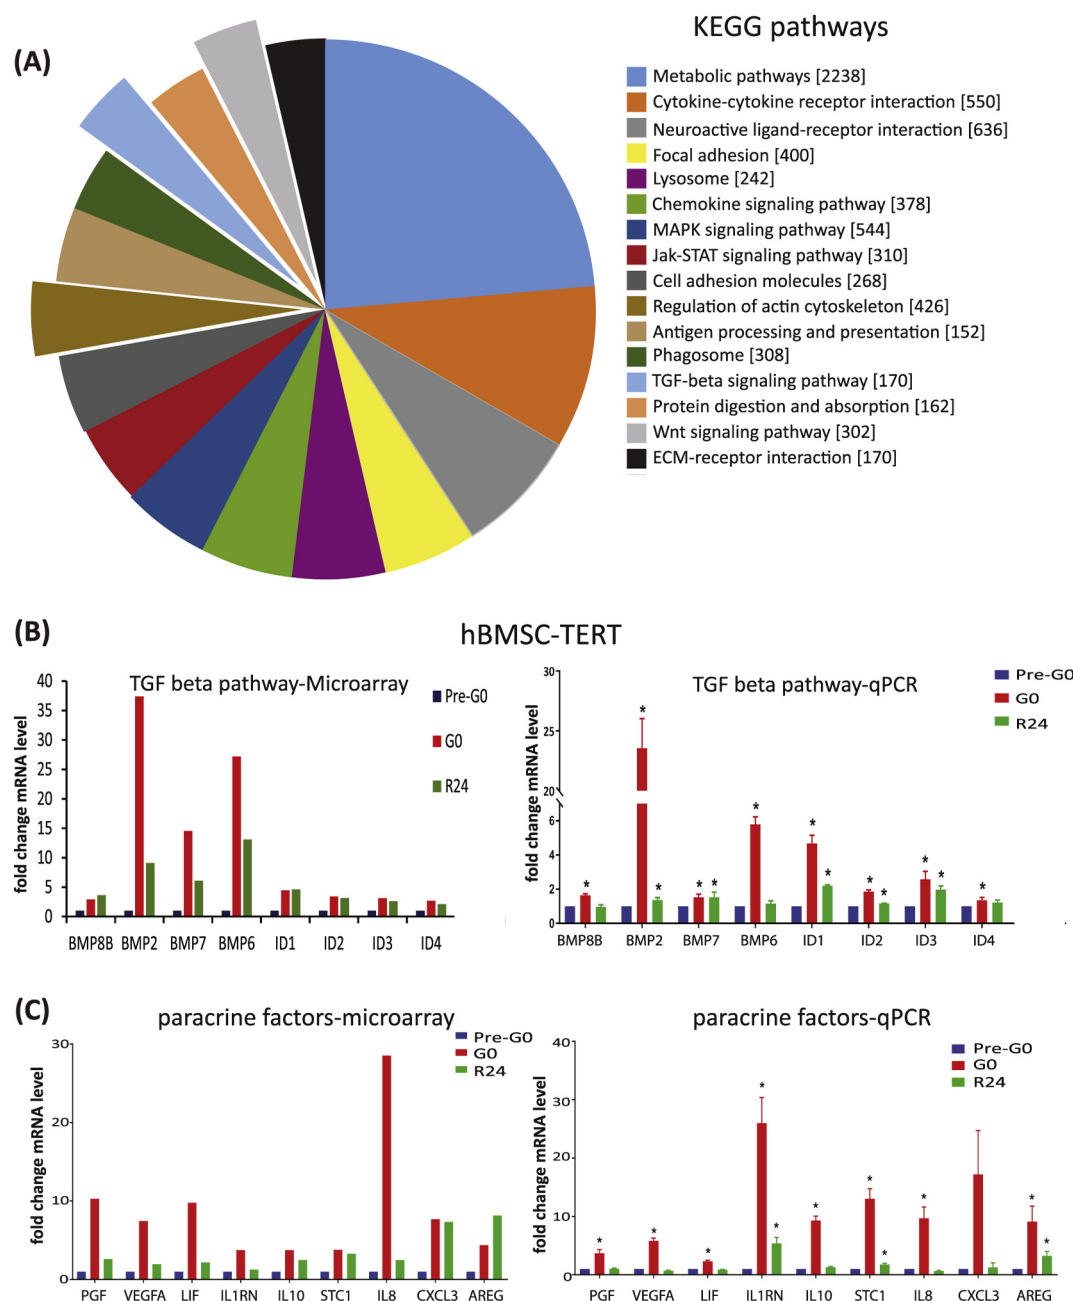 KEGG pathways
(A)
Metabolic pathways [2238]
Cytokine-cytokine receptor interaction [550]
Neuroactive ligand-receptor interaction [636]
Focal adhesion [400]
Lysosome [242]
Chemokine signaling pathway [378]
MAPK signaling pathway [544]
Jak-STAT signaling pathway [310]
Cell adhesion molecules [268]
Regulation of actin cytoskeleton [426]
Antigen processing and presentation [152]
Phagosome [308]
TGF-beta signaling pathway [170]
Protein digestion and absorption [162]
Wnt signaling pathway [302]
ECM-receptor interaction [170]
(B)
hBMSC-TERT
TGF beta pathway-Microarray
fold change mRNA level
40
35
30
25
20
15
10
5
0
Pre-G0
G0
R24
BMP8B BMP2 BMP7 BMP6 ID1 ID2 ID3 ID4
TGF beta pathway-qPCR
fold change mRNA level
30
25
20
6
4
2
0
Pre-G0
G0
R24
* * * * * * * * * * * * *
BMP8B BMP2 BMP7 BMP6 ID1 ID2 ID3 ID4
(C)
paracrine factors-microarray
fold change mRNA level
30
20
10
0
Pre-G0
G0
R24
PGF VEGFA LIF IL1RN IL10 STC1 IL8 CXCL3 AREG
paracrine factors-qPCR
fold change mRNA level
40
30
20
10
0
Pre-G0
G0
R24
* * * * * * * * * * *
PGF VEGFA LIF IL1RN IL10 STC1 IL8 CXCL3 AREG